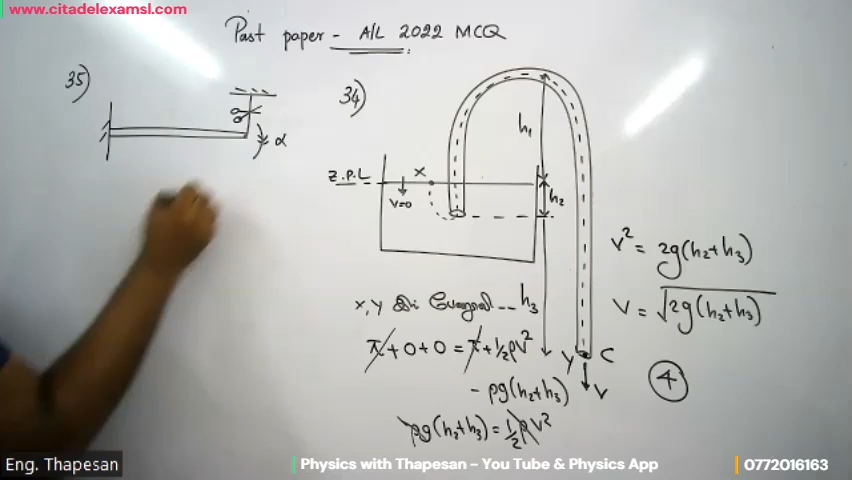 www.citadelexamsl.com
Past paper - A/L 2022 MCQ
35)
α
34)
h₁
Z.P.L
x
v=0
h₂
h₃
Y
C
v
v² = 2g(h₂+h₃)
v = √2g(h₂+h₃)
4
x, y
π + 0 + 0 = π + 1/2ρv²
- ρg(h₂+h₃)
ρg(h₂+h₃) = 1/2ρv²
Eng. Thapesan
Physics with Thapesan - You Tube & Physics App
0772016163